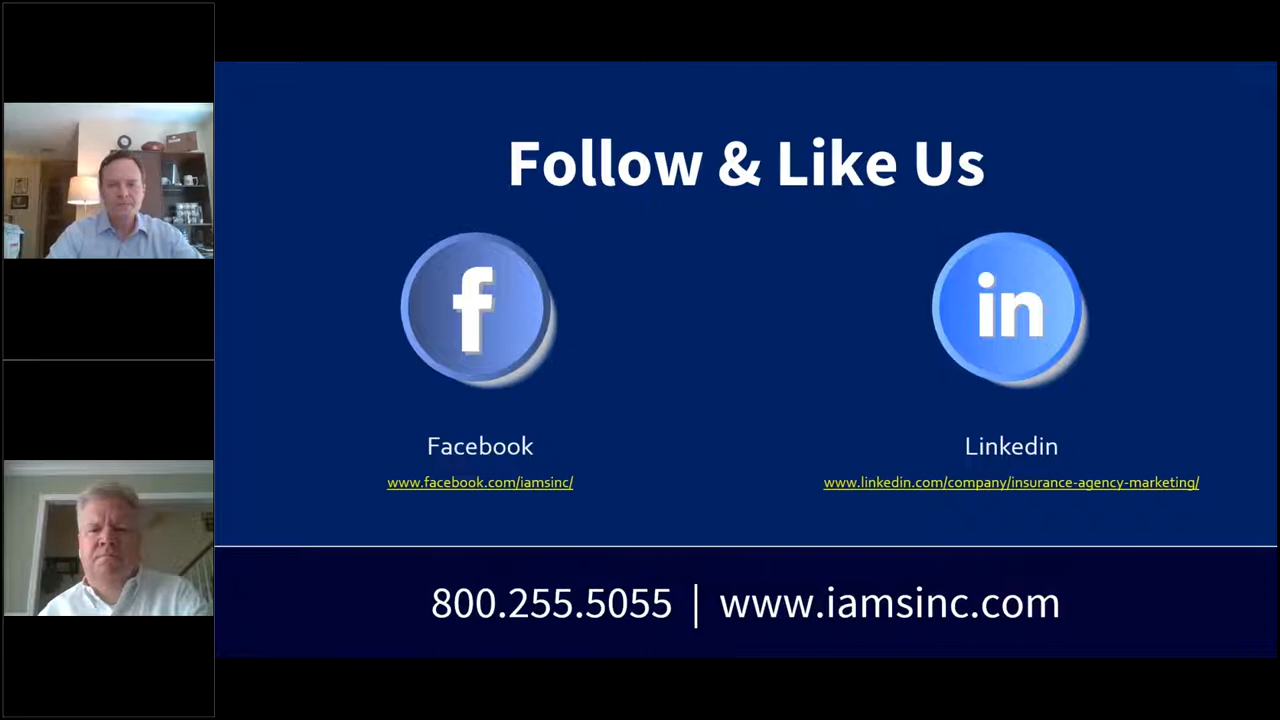 Follow & Like Us
f
in
Facebook
Linkedin
www.facebook.com/iamsinc/
www.linkedin.com/company/insurance-agency-marketing/
800.255.5055 | www.iamsinc.com